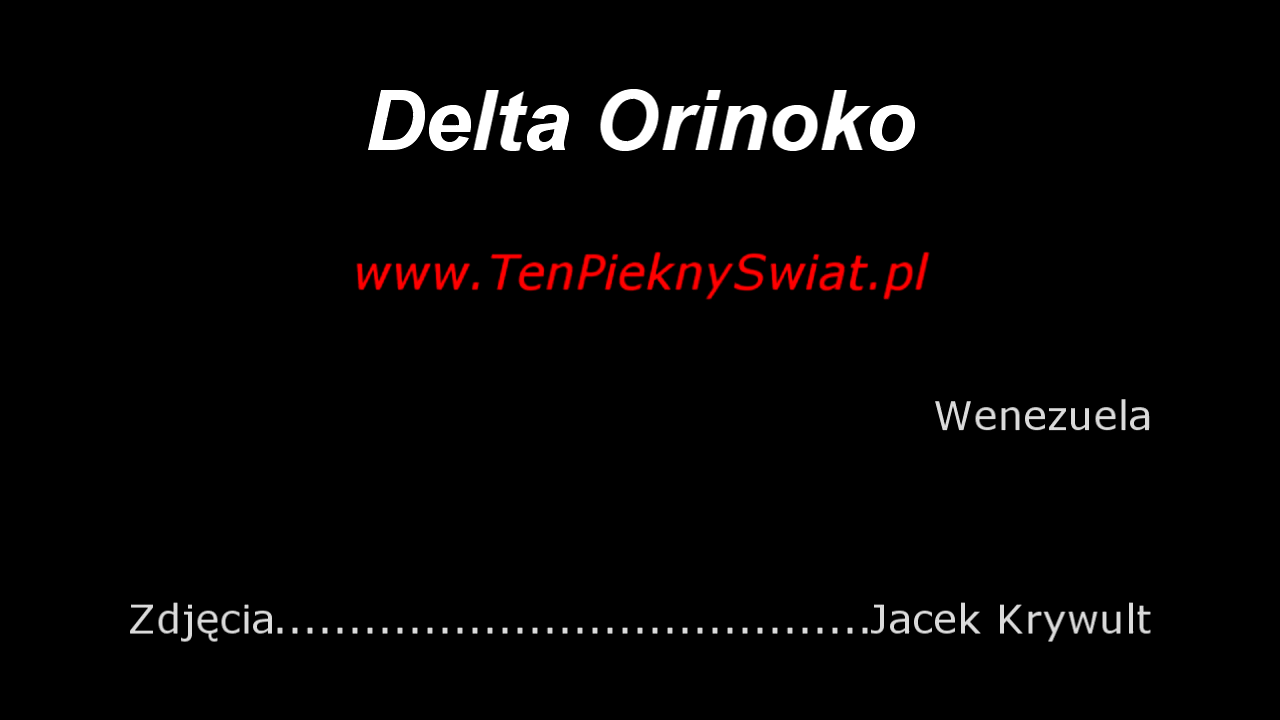 Delta Orinoko
www.TenPieknySwiat.pl
Wenezuela
Zdjęcia........................................Jacek Krywult